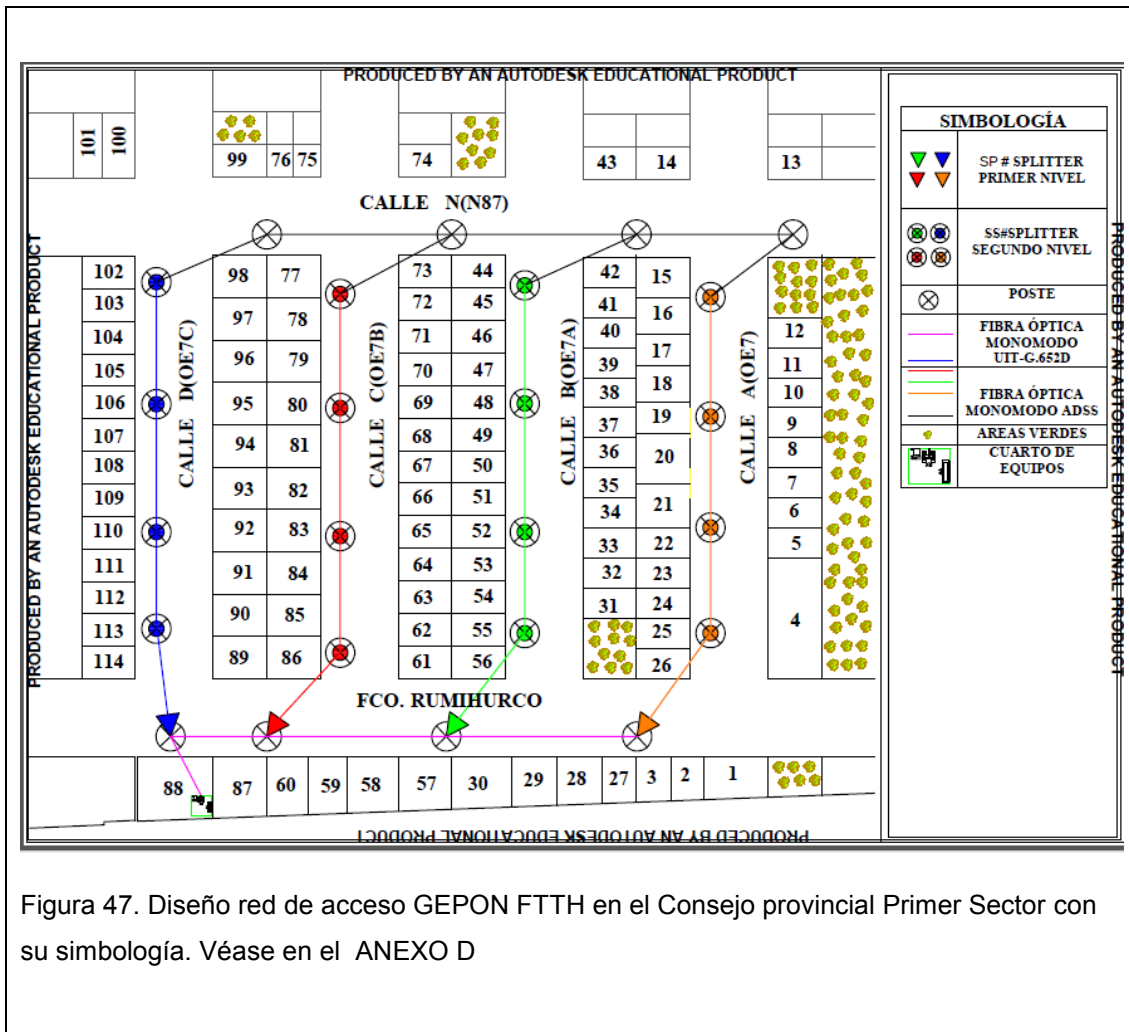 PRODUCED BY AN AUTODESK EDUCATIONAL PRODUCT
101 100
99 76 75
74
43 14
13
CALLE N(N87)
102
103
104
105
106
107
108
109
110
111
112
113
114
CALLE D(OE7C)
98 77
97 78
96 79
95 80
94 81
93 82
92 83
91 84
90 85
89 86
CALLE C(OE7B)
73 44
72 45
71 46
70 47
69 48
68 49
67 50
66 51
65 52
64 53
63 54
62 55
61 56
CALLE B(OE7A)
42 15
41 16
40 17
39 18
38 19
37 20
36 21
35 22
34 23
33 24
32 25
31 26
CALLE A(OE7)
12
11
10
9
8
7
6
5
4
FCO. RUMIHURCO
88 87 60 59 58 57 30 29 28 27 3 2 1
PRODUCED BY AN AUTODESK EDUCATIONAL PRODUCT
PRODUCED BY AN AUTODESK EDUCATIONAL PRODUCT
PRODUCED BY AN AUTODESK EDUCATIONAL PRODUCT
SIMBOLOGÍA
SP # SPLITTER
PRIMER NIVEL
SS#SPLITTER
SEGUNDO NIVEL
POSTE
FIBRA ÓPTICA
MONOMODO
UIT-G.652D
FIBRA ÓPTICA
MONOMODO ADSS
AREAS VERDES
CUARTO DE
EQUIPOS
Figura 47. Diseño red de acceso GEPON FTTH en el Consejo provincial Primer Sector con
su simbología. Véase en el ANEXO D